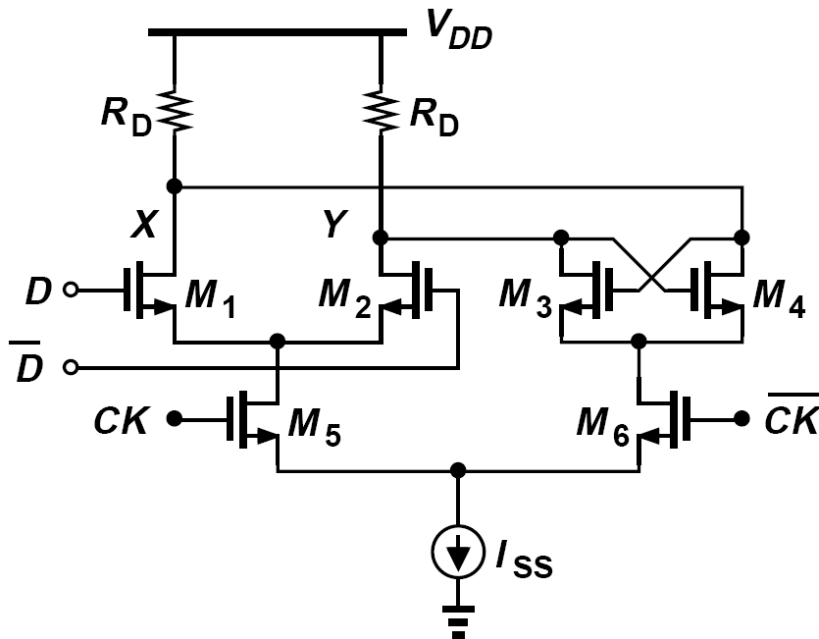 V_DD
R_D R_D
X Y
D M_1 M_2 M_3 M_4
D̅
CK M_5 M_6 C̅K̅
I_SS